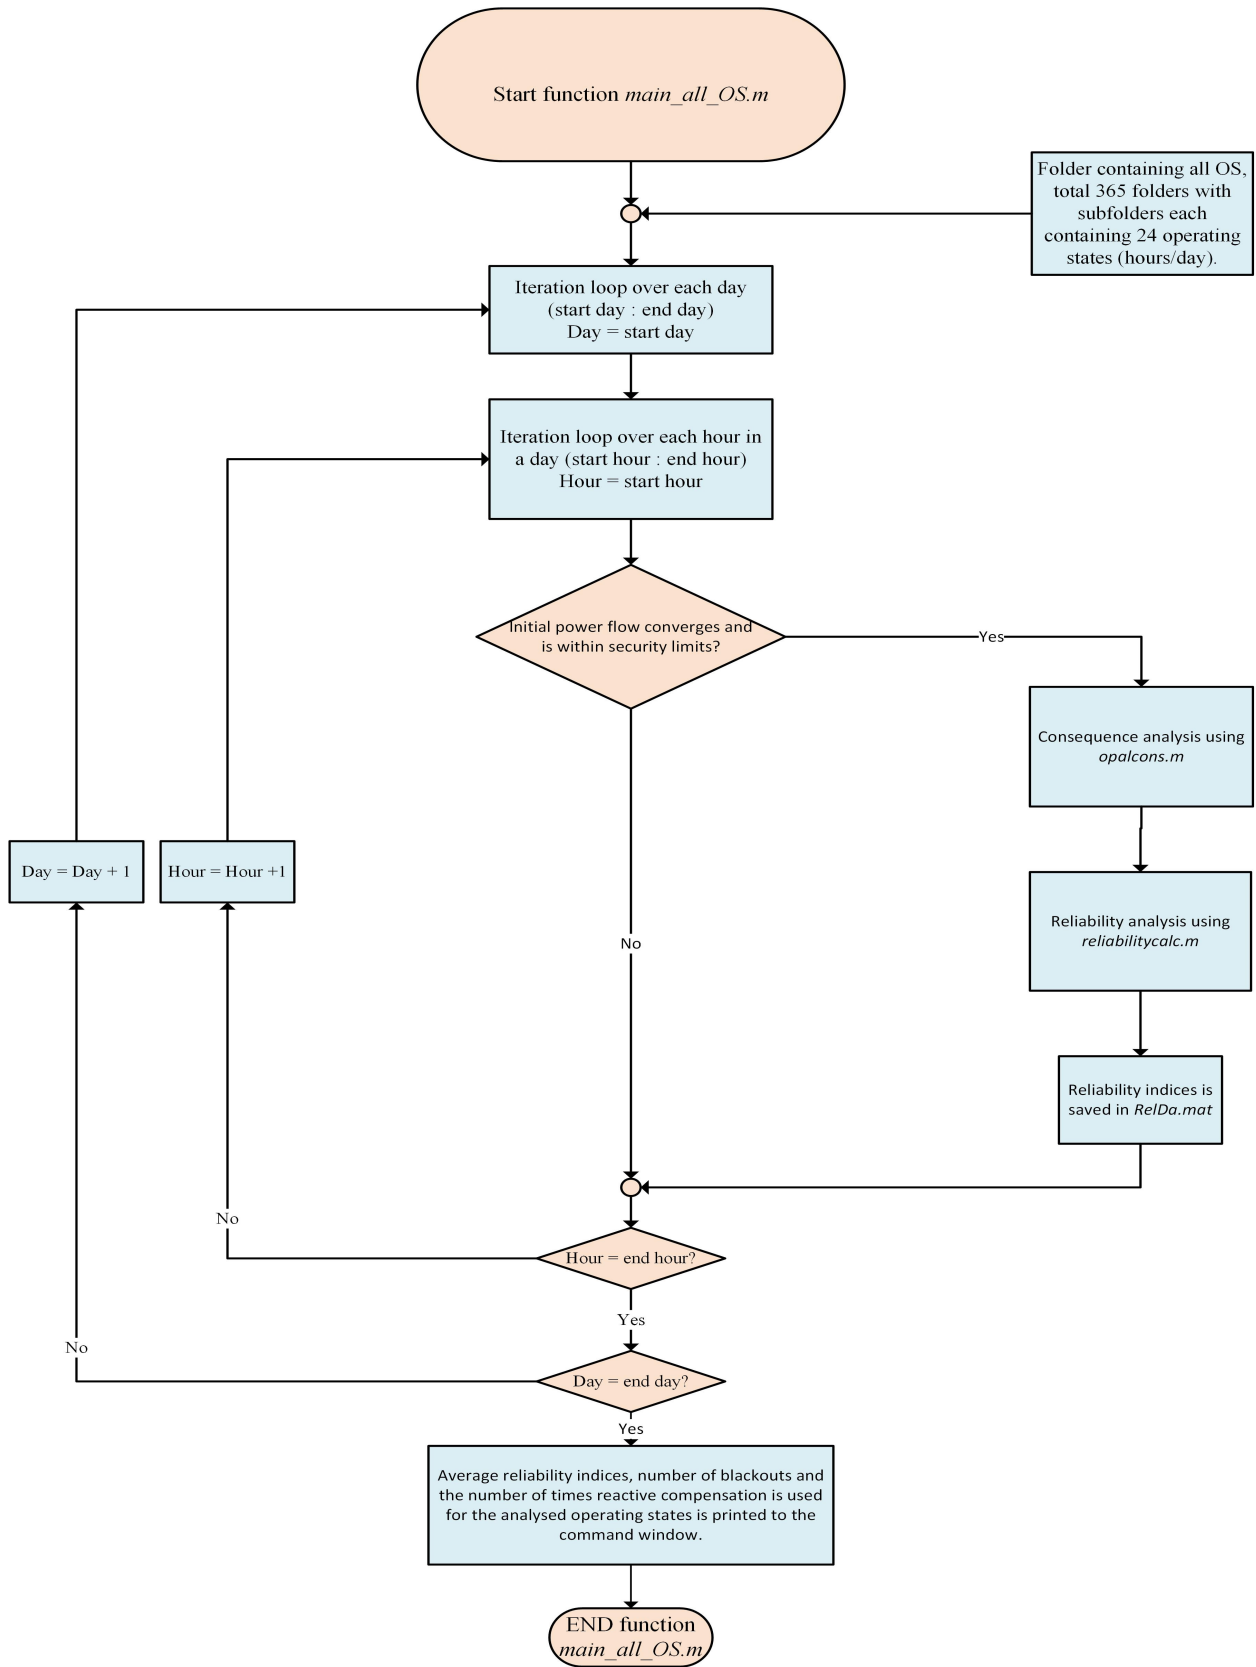 Start function main_all_OS.m
Folder containing all OS,
total 365 folders with
subfolders each
containing 24 operating
states (hours/day).
Iteration loop over each day
(start day : end day)
Day = start day
Iteration loop over each hour in
a day (start hour : end hour)
Hour = start hour
Initial power flow converges and
is within security limits?
Yes
Consequence analysis using
opalcons.m
Day = Day + 1
Hour = Hour +1
Reliability analysis using
reliabilitycalc.m
No
Reliability indices is
saved in RelDa.mat
No
Hour = end hour?
Yes
No
Day = end day?
Yes
Average reliability indices, number of blackouts and
the number of times reactive compensation is used
for the analysed operating states is printed to the
command window.
END function
main_all_OS.m